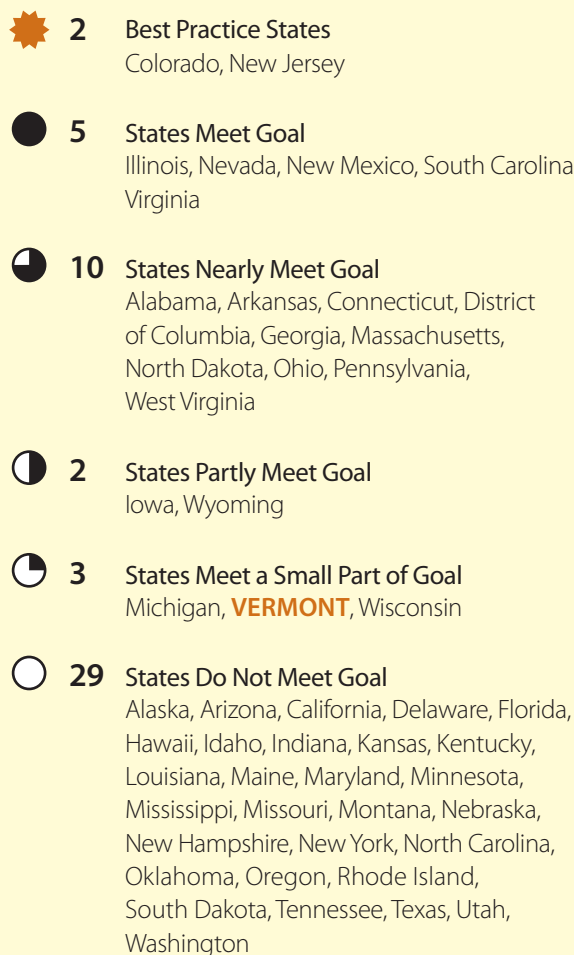 2 Best Practice States
Colorado, New Jersey
5 States Meet Goal
Illinois, Nevada, New Mexico, South Carolina
Virginia
10 States Nearly Meet Goal
Alabama, Arkansas, Connecticut, District
of Columbia, Georgia, Massachusetts,
North Dakota, Ohio, Pennsylvania,
West Virginia
2 States Partly Meet Goal
Iowa, Wyoming
3 States Meet a Small Part of Goal
Michigan, VERMONT, Wisconsin
29 States Do Not Meet Goal
Alaska, Arizona, California, Delaware, Florida,
Hawaii, Idaho, Indiana, Kansas, Kentucky,
Louisiana, Maine, Maryland, Minnesota,
Mississippi, Missouri, Montana, Nebraska,
New Hampshire, New York, North Carolina,
Oklahoma, Oregon, Rhode Island,
South Dakota, Tennessee, Texas, Utah,
Washington